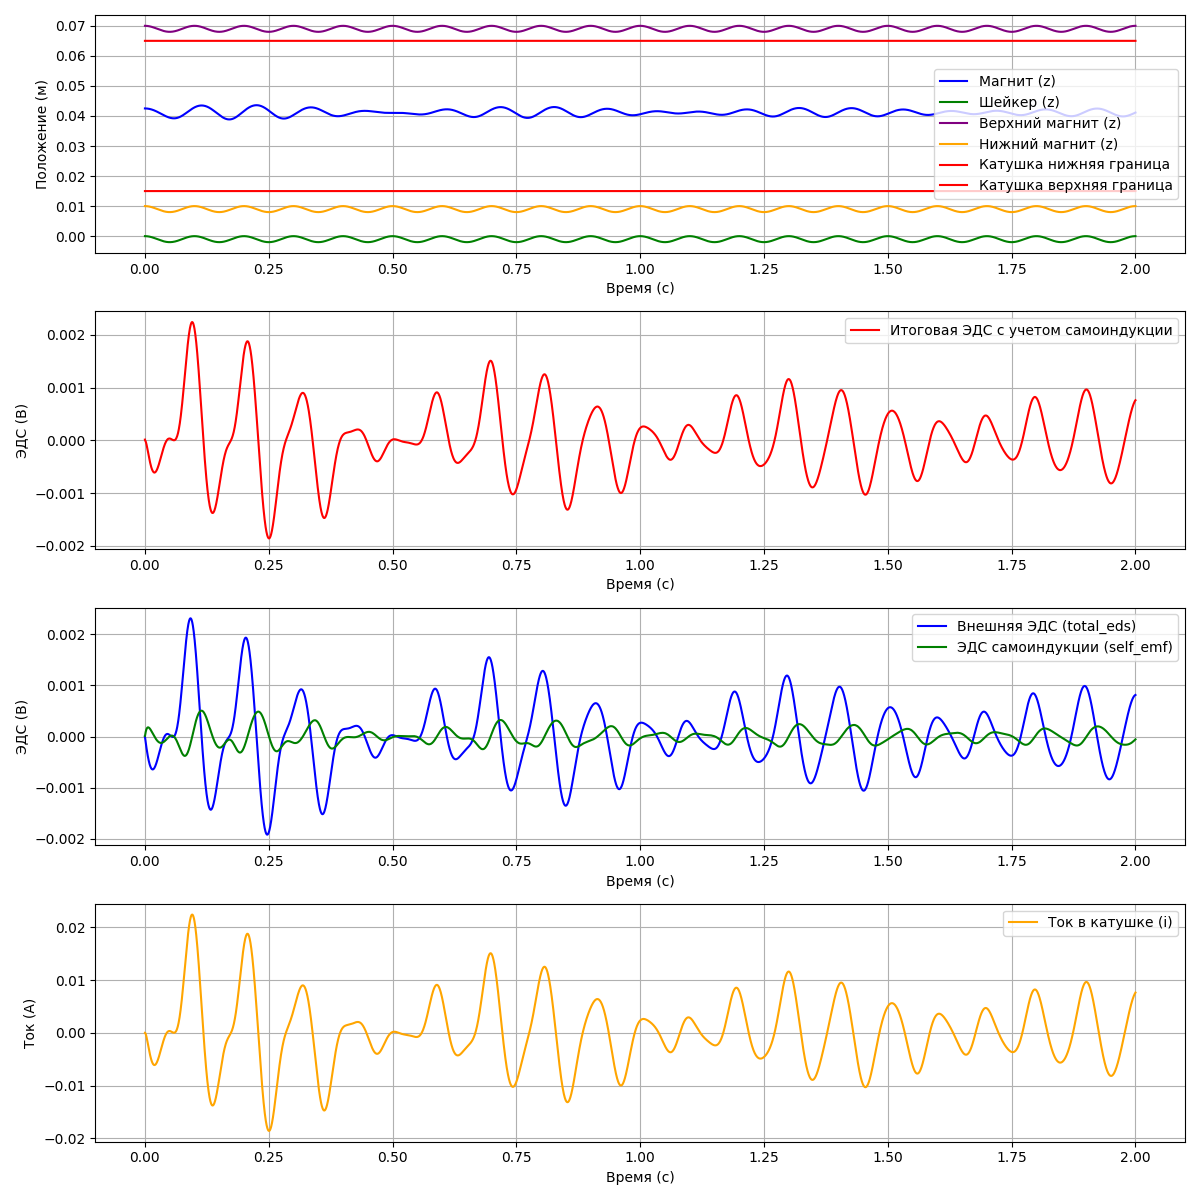 Положение (м)
0.07
0.06
0.05
0.04
0.03
0.02
0.01
0.00
Магнит (z)
Шейкер (z)
Верхний магнит (z)
Нижний магнит (z)
Катушка нижняя граница
Катушка верхняя граница
0.00 0.25 0.50 0.75 1.00 1.25 1.50 1.75 2.00
Время (с)
ЭДС (В)
0.002
0.001
0.000
−0.001
−0.002
Итоговая ЭДС с учетом самоиндукции
0.00 0.25 0.50 0.75 1.00 1.25 1.50 1.75 2.00
Время (с)
ЭДС (В)
0.002
0.001
0.000
−0.001
−0.002
Внешняя ЭДС (total_eds)
ЭДС самоиндукции (self_emf)
0.00 0.25 0.50 0.75 1.00 1.25 1.50 1.75 2.00
Время (с)
Ток (А)
0.02
0.01
0.00
−0.01
−0.02
Ток в катушке (i)
0.00 0.25 0.50 0.75 1.00 1.25 1.50 1.75 2.00
Время (с)